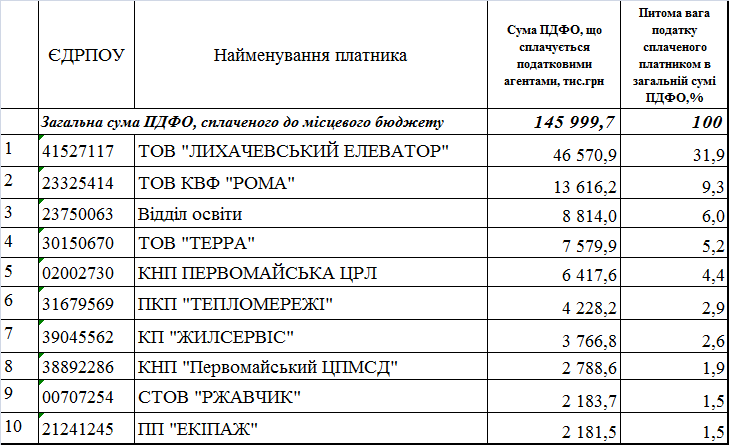 ЄДРПОУ Найменування платника Сума ПДФО, що сплачується податковими агентами, тис.грн Питома вага податку сплаченого платником в загальній сумі ПДФО,%
Загальна сума ПДФО, сплаченого до місцевого бюджету 145 999,7 100
1 41527117 ТОВ "ЛИХАЧЕВСЬКИЙ ЕЛЕВАТОР" 46 570,9 31,9
2 23325414 ТОВ КВФ "РОМА" 13 616,2 9,3
3 23750063 Відділ освіти 8 814,0 6,0
4 30150670 ТОВ "ТЕРРА" 7 579,9 5,2
5 02002730 КНП ПЕРВОМАЙСЬКА ЦРЛ 6 417,6 4,4
6 31679569 ПКП "ТЕПЛОМЕРЕЖІ" 4 228,2 2,9
7 39045562 КП "ЖИЛСЕРВІС" 3 766,8 2,6
8 38892286 КНП "Первомайський ЦПМСД" 2 788,6 1,9
9 00707254 СТОВ "РЖАВЧИК" 2 183,7 1,5
10 21241245 ПП "ЕКІПАЖ" 2 181,5 1,5